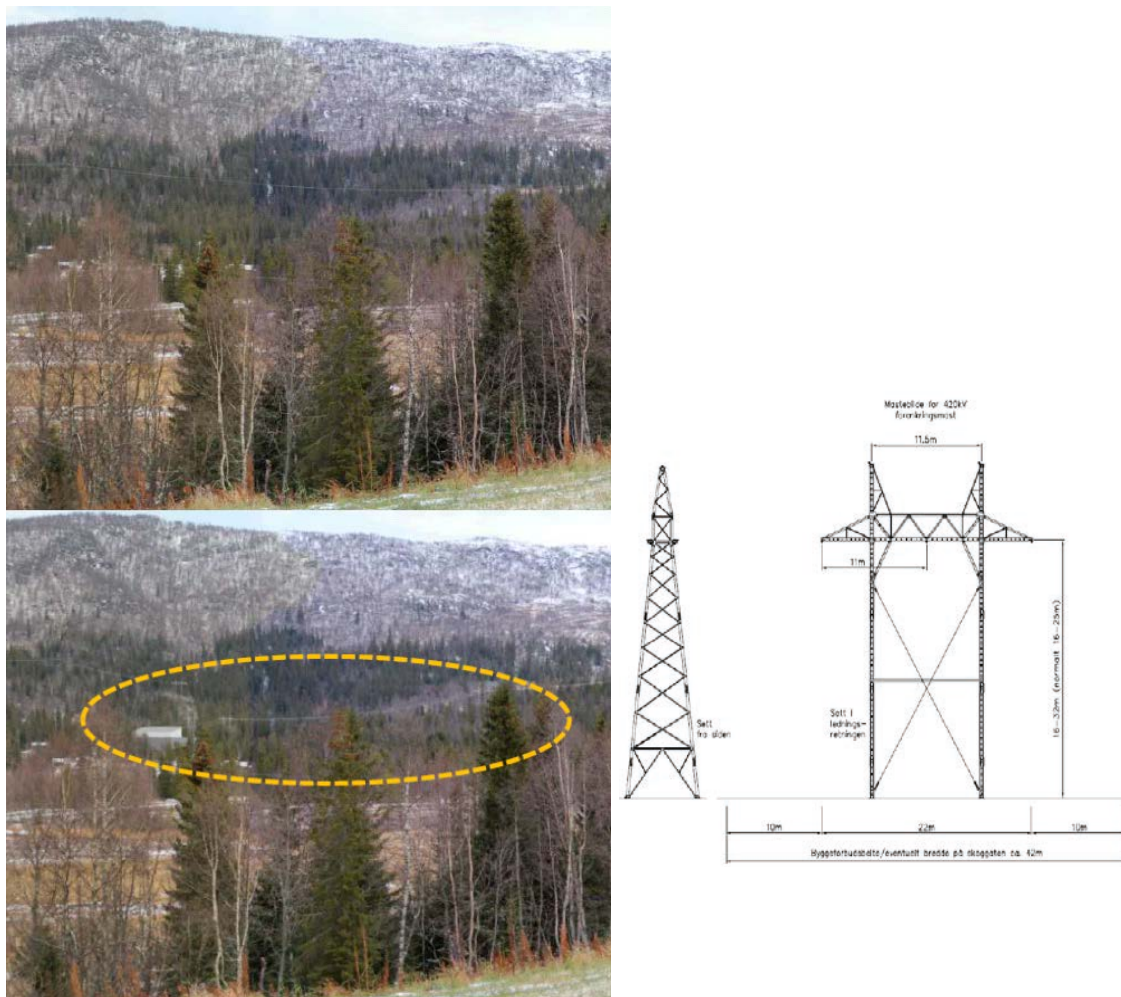 Mastebilde for 420kV
forankringsmast
11.5m
11m
16-32m (normalt 16-25m)
Sett
fra siden
Sett i
lednings-
retningen
10m
22m
10m
Byggeforbudsbelte/eventuelt bredde på skoggaten ca. 42m